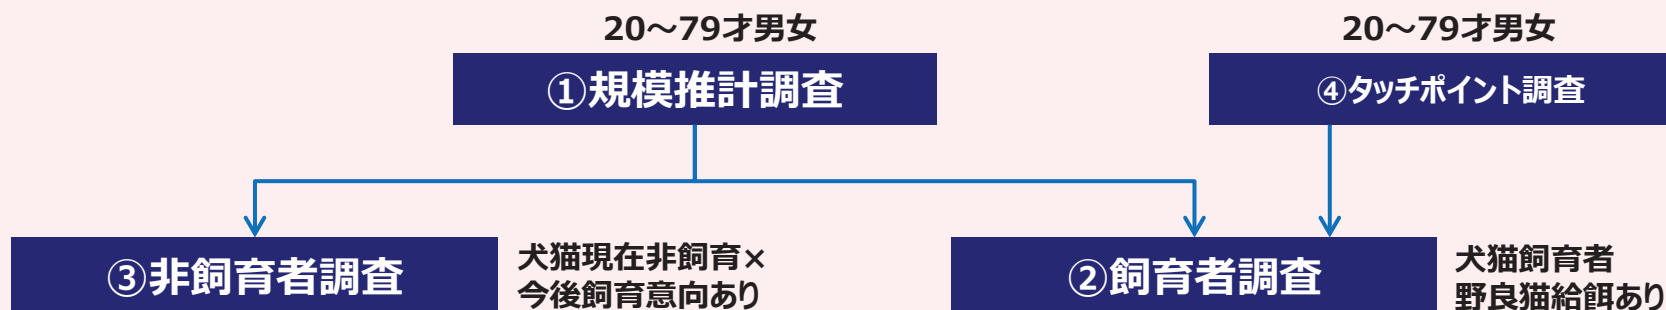 20～79才男女
20～79才男女
①規模推計調査
④タッチポイント調査
③非飼育者調査
犬猫現在非飼育×
今後飼育意向あり
②飼育者調査
犬猫飼育者
野良猫給餌あり